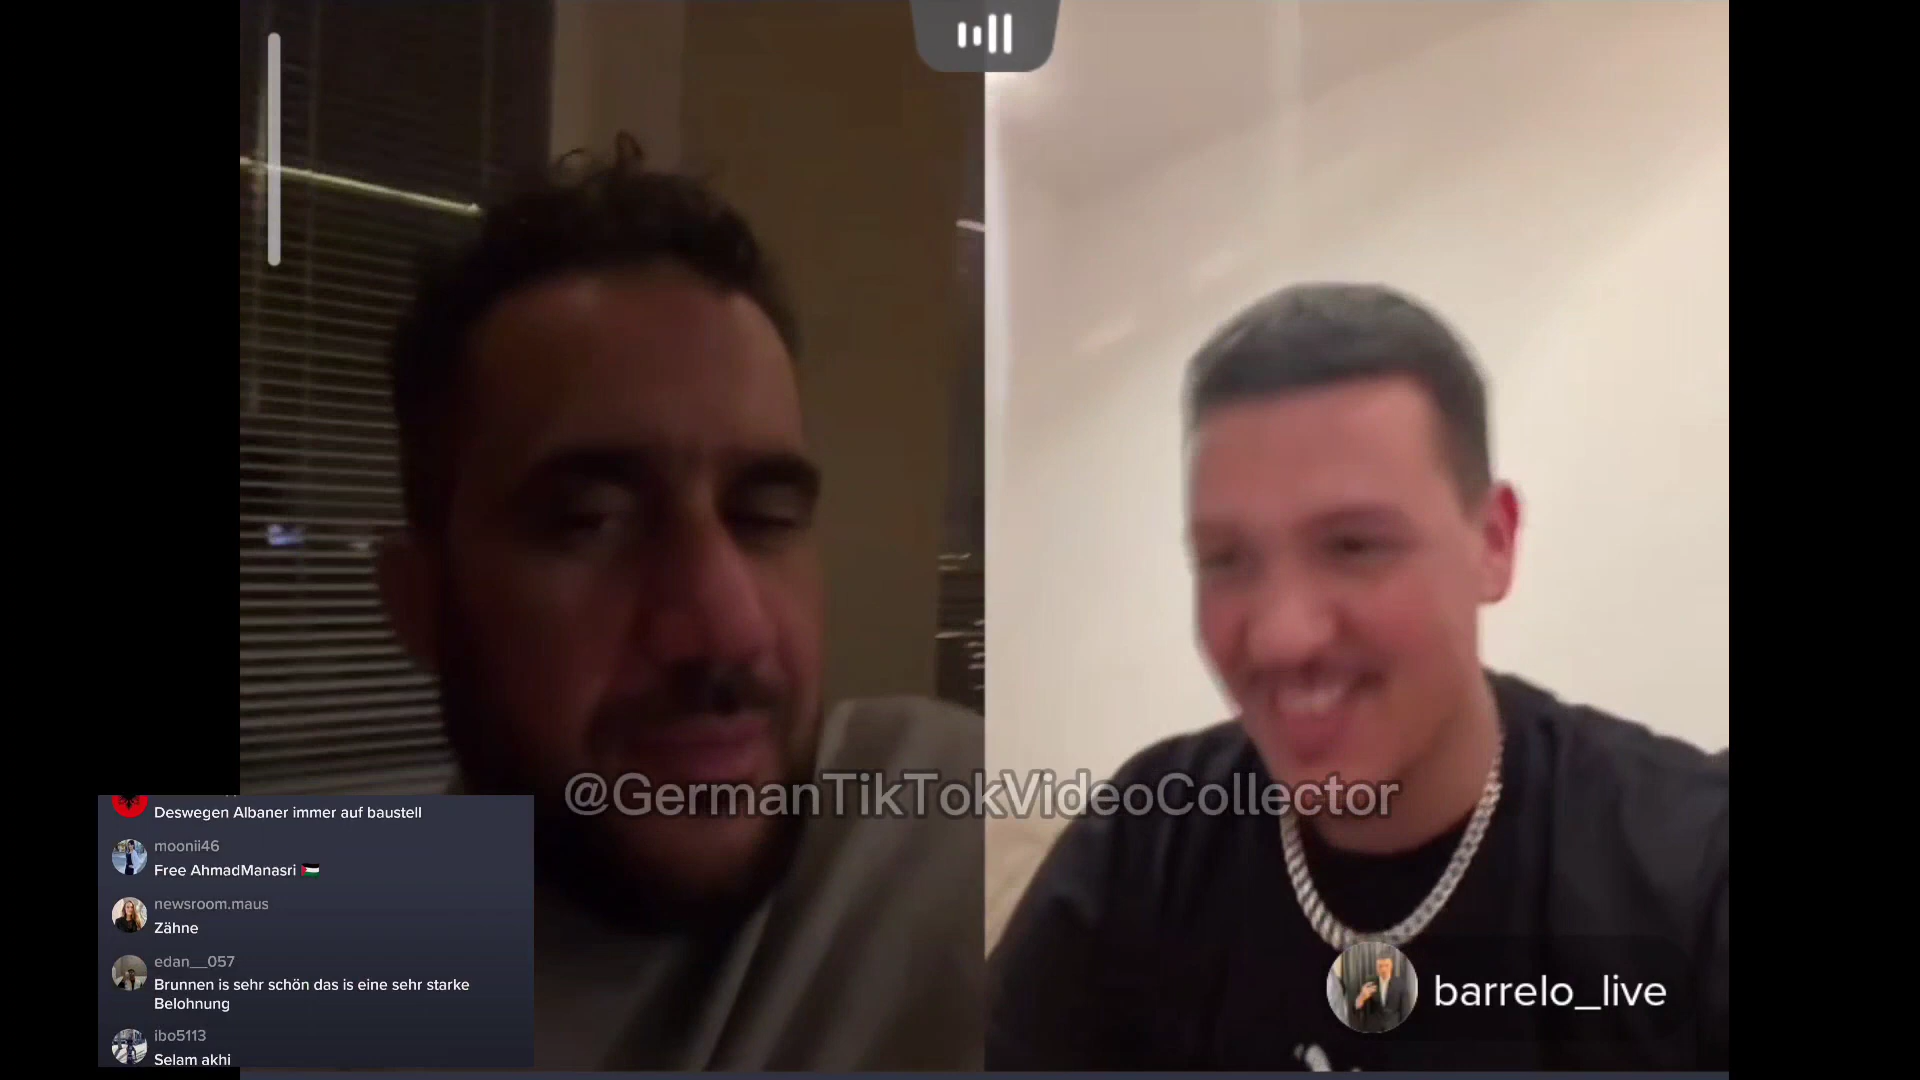 @GermanTikTokVideoCollector
Deswegen Albaner immer auf baustell
moonii46
Free AhmadManasri 🇵🇸
newsroom.maus
Zähne
edan__057
Brunnen is sehr schön das is eine sehr starke
Belohnung
ibo5113
Selam akhi
barrelo_live